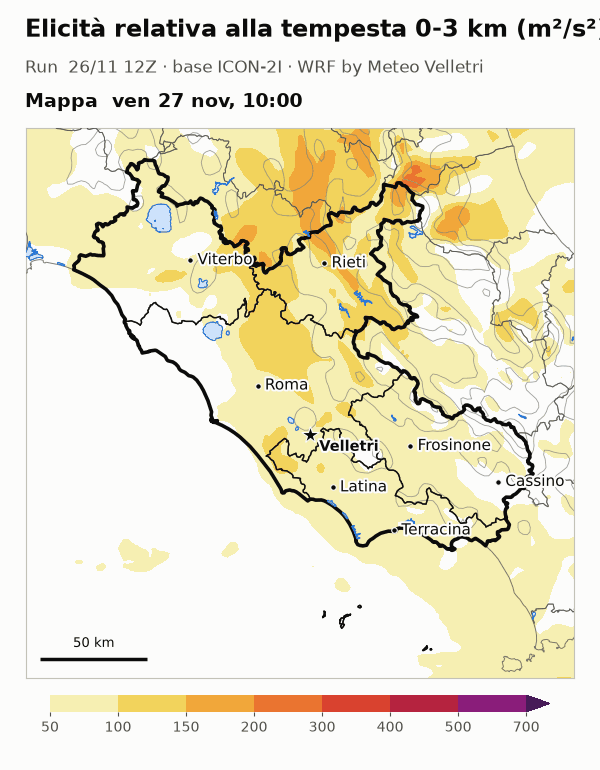 Elicità relativa alla tempesta 0-3 km (m²/s²)
Run 26/11 12Z · base ICON-2I · WRF by Meteo Velletri
Mappa ven 27 nov, 10:00
Viterbo
Rieti
Roma
Velletri
Frosinone
Cassino
Latina
Terracina
50 km
50 100 150 200 300 400 500 700